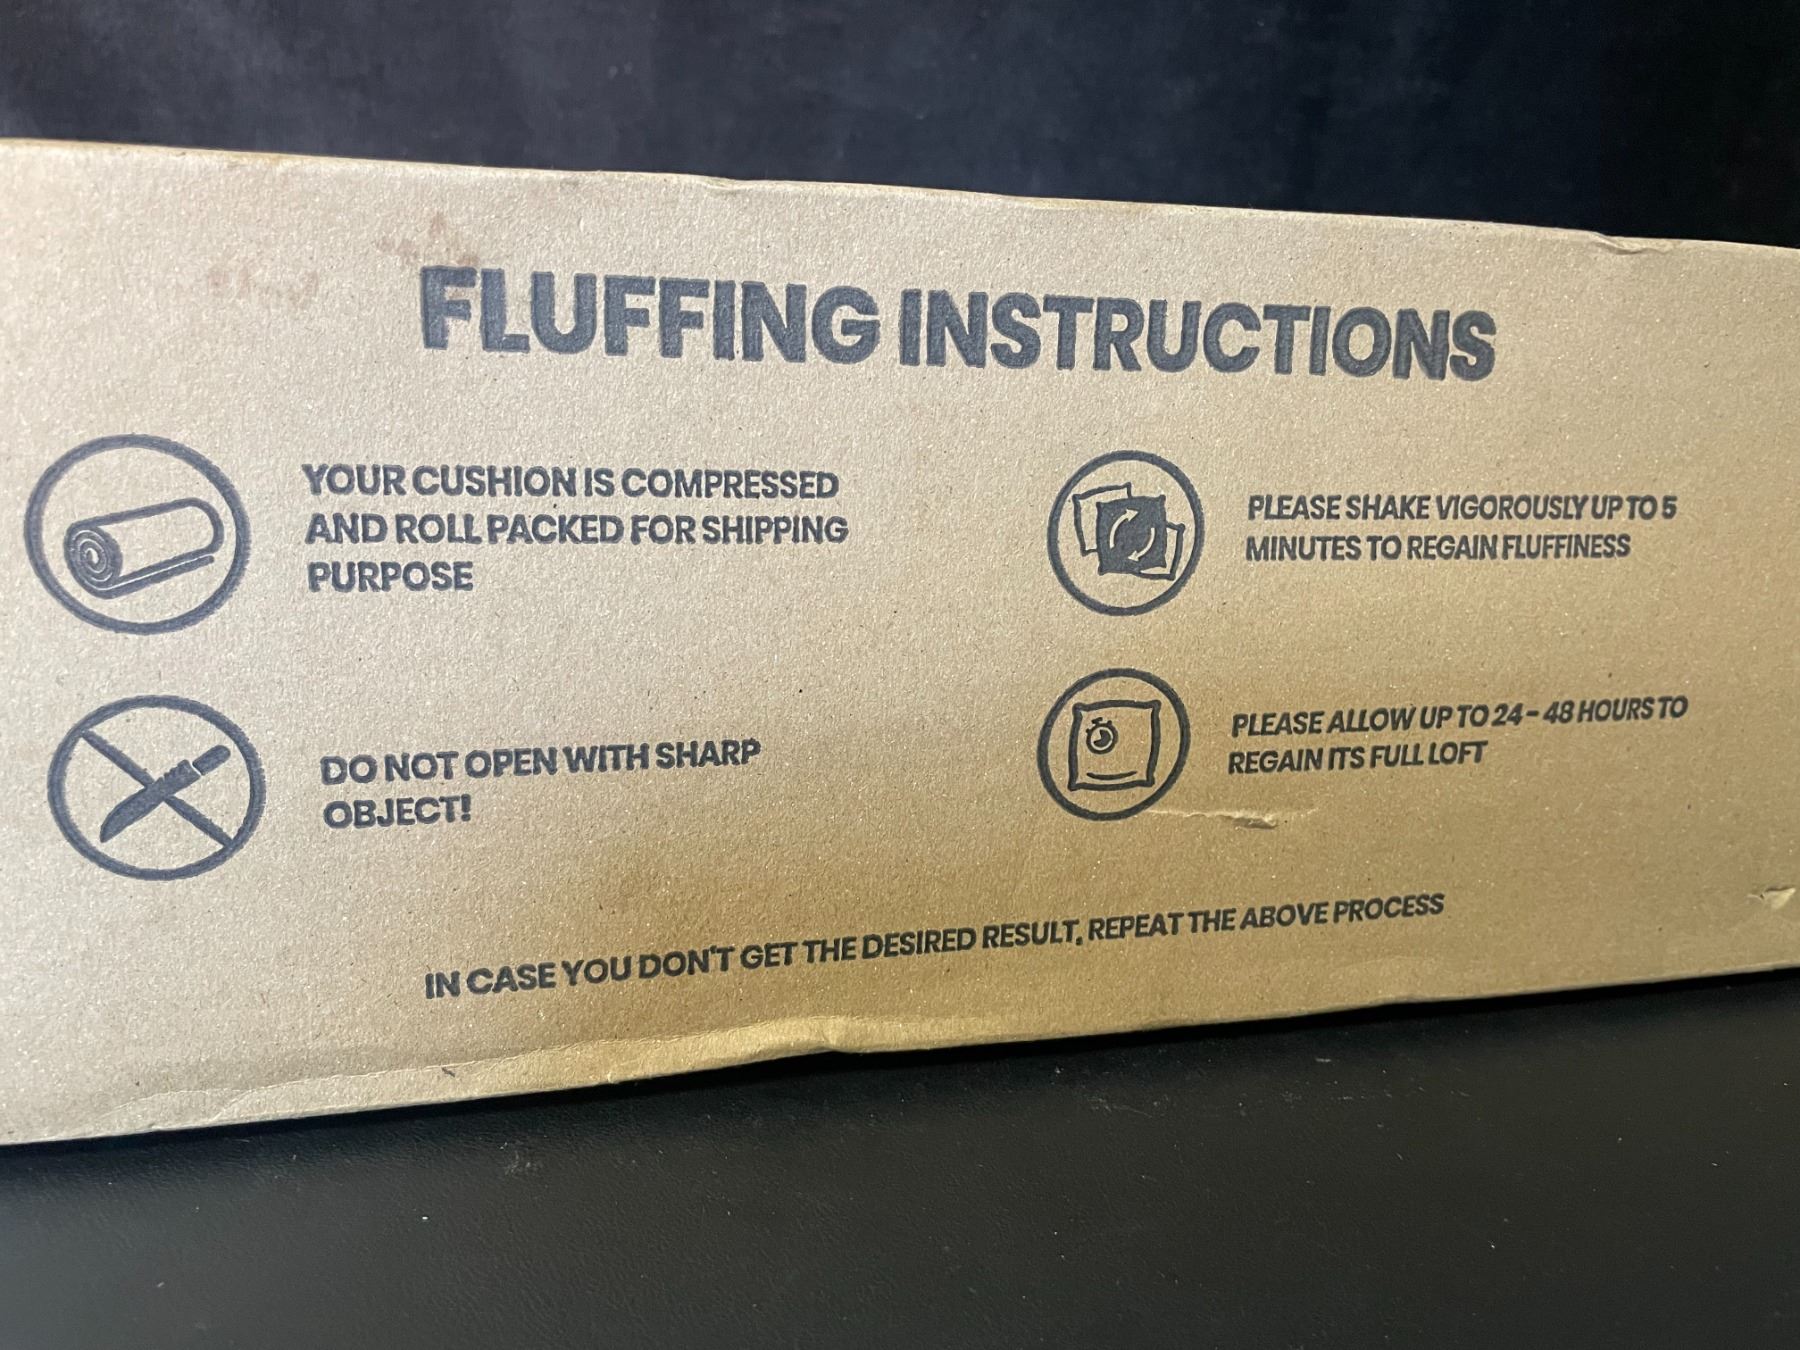 FLUFFING INSTRUCTIONS
YOUR CUSHION IS COMPRESSED
AND ROLL PACKED FOR SHIPPING
PURPOSE
DO NOT OPEN WITH SHARP
OBJECT!
PLEASE SHAKE VIGOROUSLY UP TO 5
MINUTES TO REGAIN FLUFFINESS
PLEASE ALLOW UP TO 24 - 48 HOURS TO
REGAIN ITS FULL LOFT
IN CASE YOU DON'T GET THE DESIRED RESULT, REPEAT THE ABOVE PROCESS